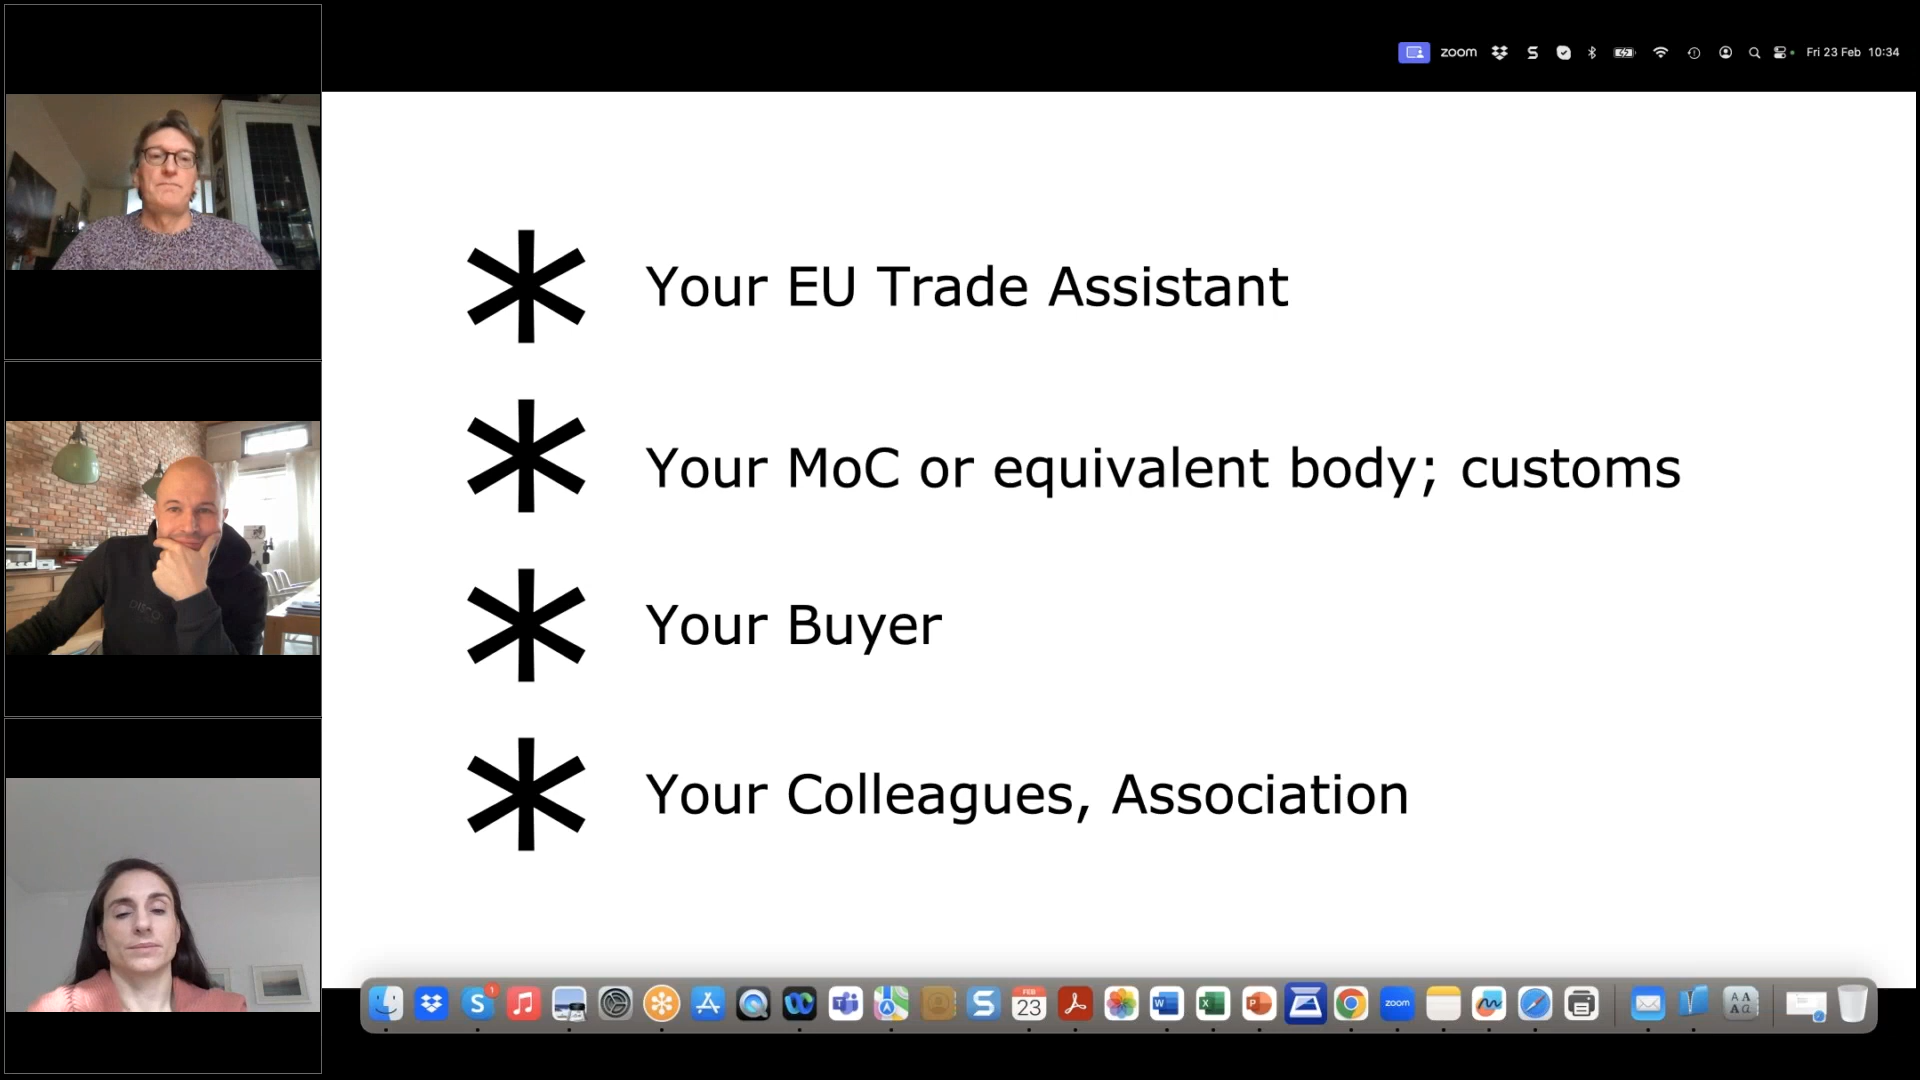 zoom
Fri 23 Feb 10:34
Your EU Trade Assistant
Your MoC or equivalent body; customs
Your Buyer
Your Colleagues, Association
1
FEB
23
zoom